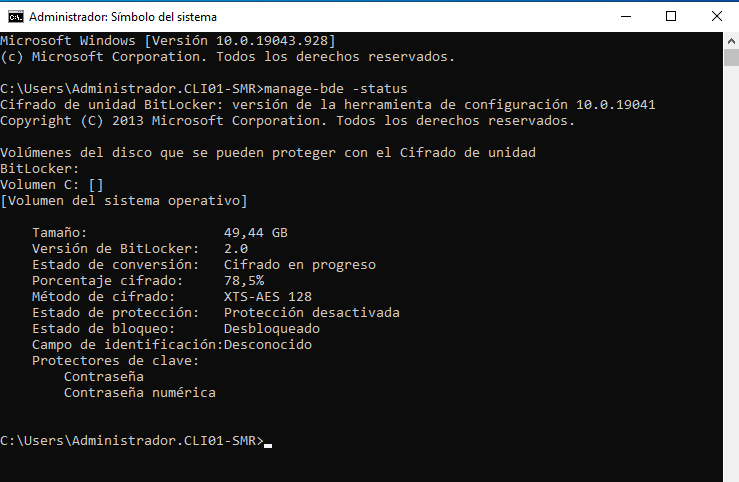 Administrador: Símbolo del sistema
Microsoft Windows [Versión 10.0.19043.928]
(c) Microsoft Corporation. Todos los derechos reservados.
C:\Users\Administrador.CLI01-SMR>manage-bde -status
Cifrado de unidad BitLocker: versión de la herramienta de configuración 10.0.19041
Copyright (C) 2013 Microsoft Corporation. Todos los derechos reservados.
Volúmenes del disco que se pueden proteger con el Cifrado de unidad
BitLocker:
Volumen C: []
[Volumen del sistema operativo]
Tamaño: 49,44 GB
Versión de BitLocker: 2.0
Estado de conversión: Cifrado en progreso
Porcentaje cifrado: 78,5%
Método de cifrado: XTS-AES 128
Estado de protección: Protección desactivada
Estado de bloqueo: Desbloqueado
Campo de identificación:Desconocido
Protectores de clave:
Contraseña
Contraseña numérica
C:\Users\Administrador.CLI01-SMR>